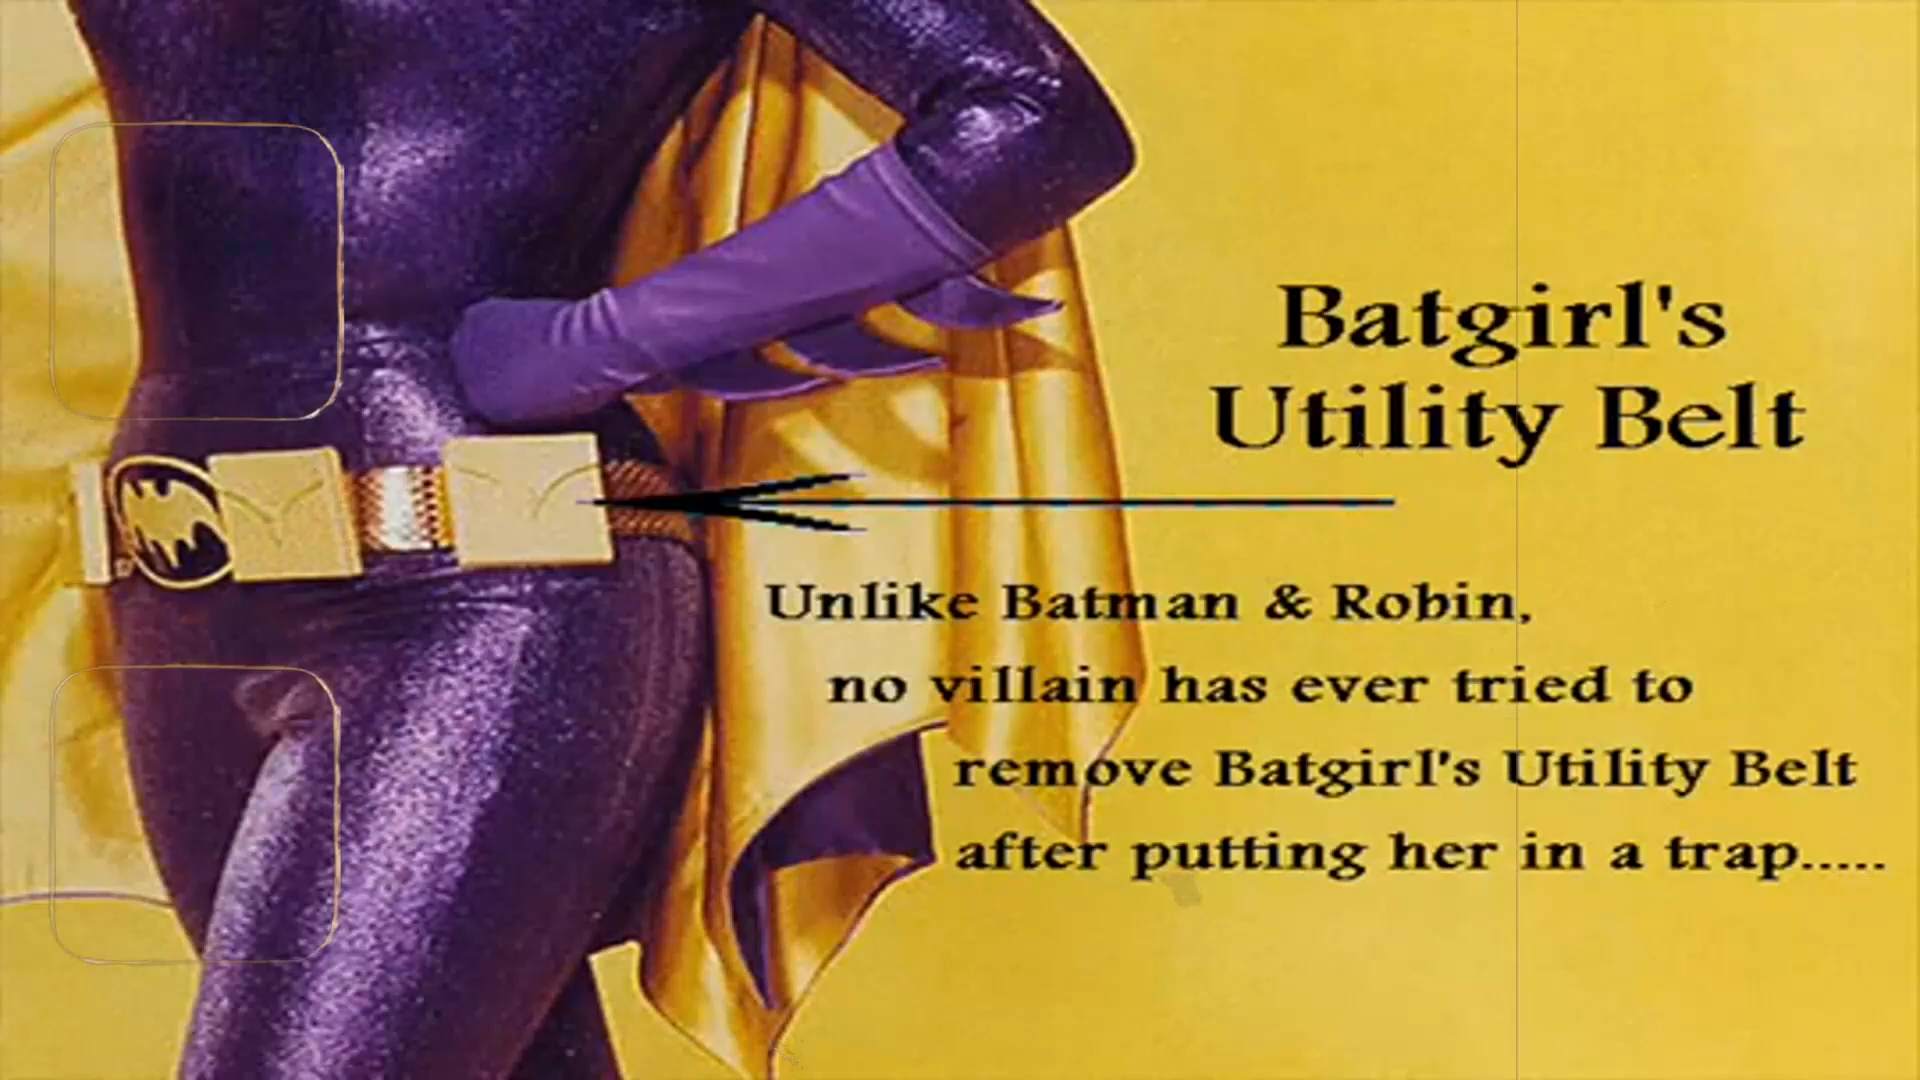 Batgirl's
Utility Belt
Unlike Batman & Robin,
no villain has ever tried to
remove Batgirl's Utility Belt
after putting her in a trap.....